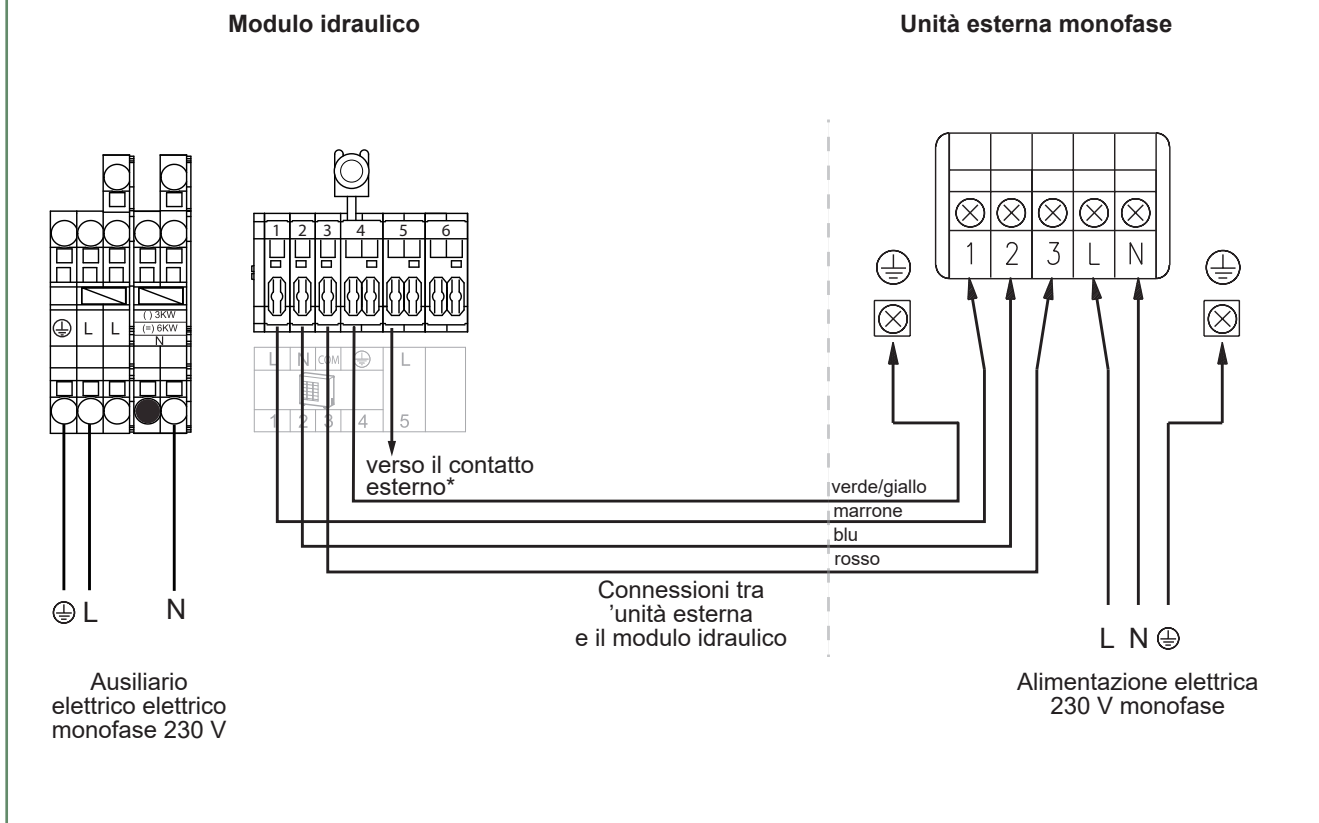 Modulo idraulico
Unità esterna monofase
1 2 3 4 5 6
1 2 3 L N
L L
( ) 3KW
(=) 6KW
N
L N COM L
1 2 3 4 5
verso il contatto
esterno*
verde/giallo
marrone
blu
rosso
Connessioni tra
’unità esterna
e il modulo idraulico
L N
Ausiliario
elettrico elettrico
monofase 230 V
L N
Alimentazione elettrica
230 V monofase